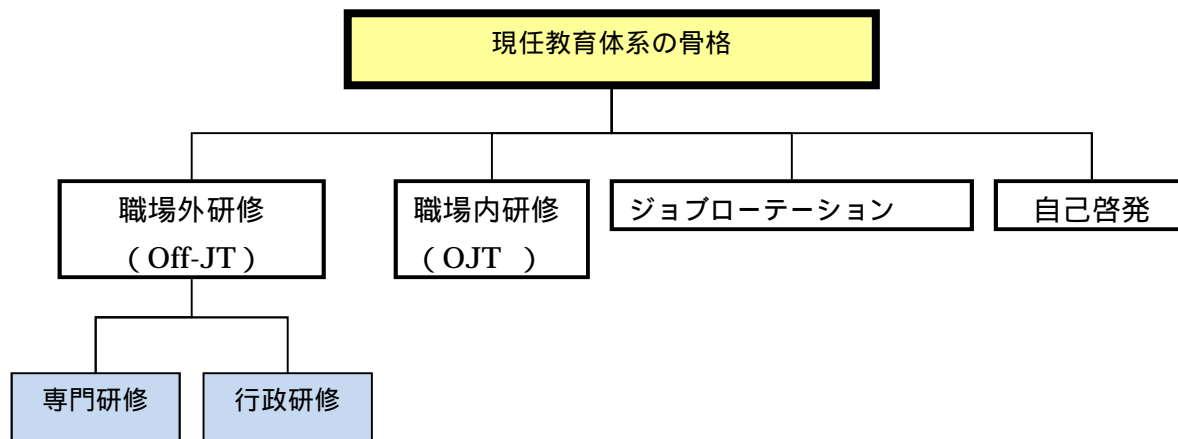 現任教育体系の骨格
職場外研修
（Off-JT）
職場内研修
（OJT　）
ジョブローテーション
自己啓発
専門研修
行政研修